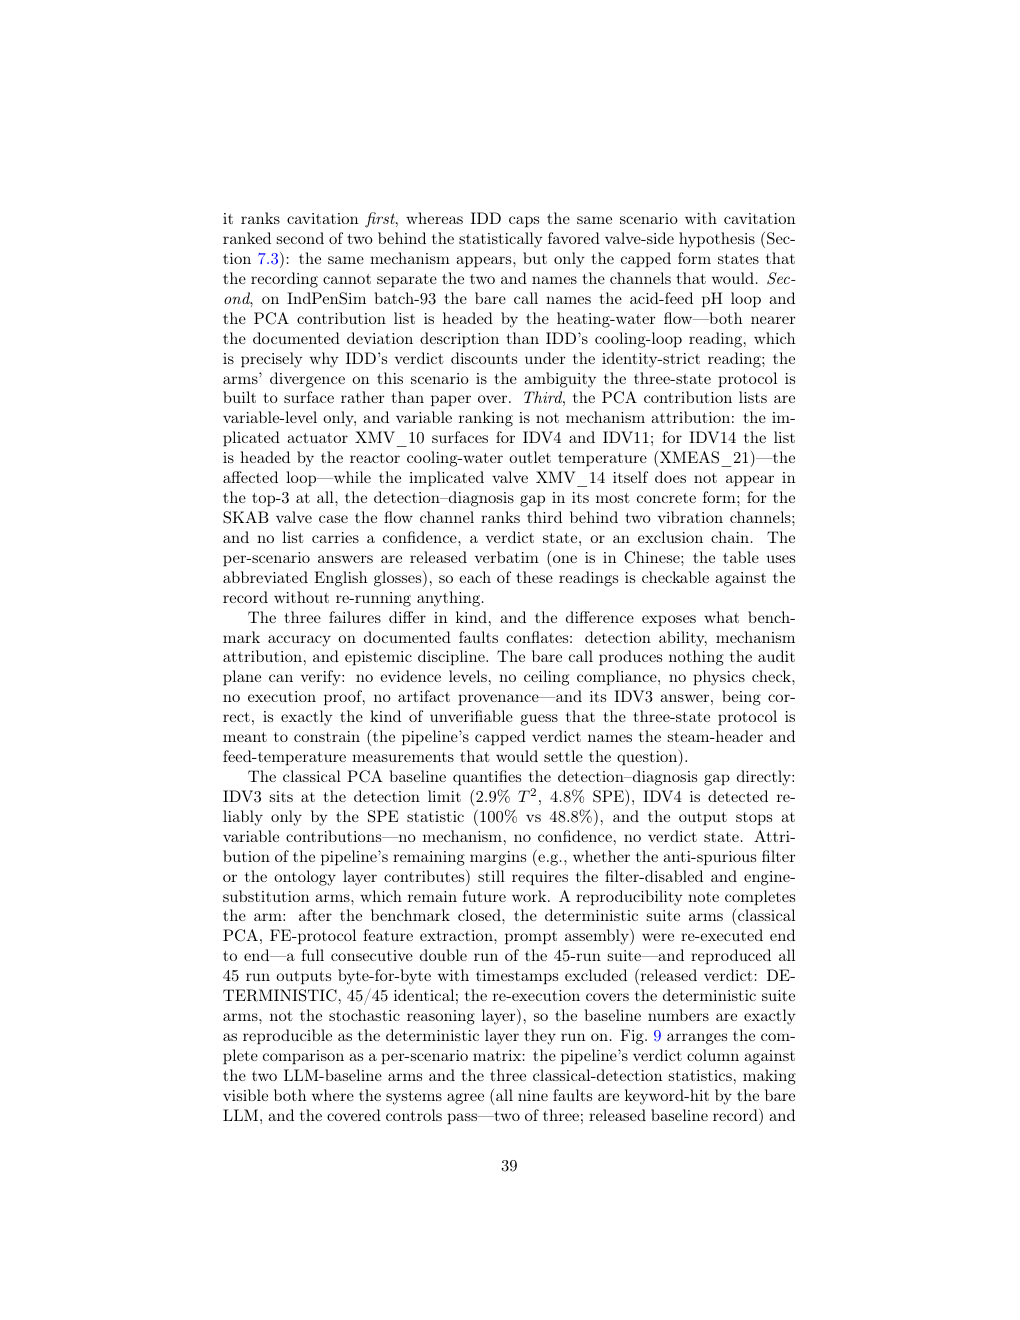 it ranks cavitation first, whereas IDD caps the same scenario with cavitation
ranked second of two behind the statistically favored valve-side hypothesis (Sec-
tion 7.3): the same mechanism appears, but only the capped form states that
the recording cannot separate the two and names the channels that would. Sec-
ond, on IndPenSim batch-93 the bare call names the acid-feed pH loop and
the PCA contribution list is headed by the heating-water flow—both nearer
the documented deviation description than IDD's cooling-loop reading, which
is precisely why IDD's verdict discounts under the identity-strict reading; the
arms' divergence on this scenario is the ambiguity the three-state protocol is
built to surface rather than paper over. Third, the PCA contribution lists are
variable-level only, and variable ranking is not mechanism attribution: the im-
plicated actuator XMV_10 surfaces for IDV4 and IDV11; for IDV14 the list
is headed by the reactor cooling-water outlet temperature (XMEAS_21)—the
affected loop—while the implicated valve XMV_14 itself does not appear in
the top-3 at all, the detection–diagnosis gap in its most concrete form; for the
SKAB valve case the flow channel ranks third behind two vibration channels;
and no list carries a confidence, a verdict state, or an exclusion chain. The
per-scenario answers are released verbatim (one is in Chinese; the table uses
abbreviated English glosses), so each of these readings is checkable against the
record without re-running anything.
The three failures differ in kind, and the difference exposes what bench-
mark accuracy on documented faults conflates: detection ability, mechanism
attribution, and epistemic discipline. The bare call produces nothing the audit
plane can verify: no evidence levels, no ceiling compliance, no physics check,
no execution proof, no artifact provenance—and its IDV3 answer, being cor-
rect, is exactly the kind of unverifiable guess that the three-state protocol is
meant to constrain (the pipeline's capped verdict names the steam-header and
feed-temperature measurements that would settle the question).
The classical PCA baseline quantifies the detection–diagnosis gap directly:
IDV3 sits at the detection limit (2.9% T², 4.8% SPE), IDV4 is detected re-
liably only by the SPE statistic (100% vs 48.8%), and the output stops at
variable contributions—no mechanism, no confidence, no verdict state. Attri-
bution of the pipeline's remaining margins (e.g., whether the anti-spurious filter
or the ontology layer contributes) still requires the filter-disabled and engine-
substitution arms, which remain future work. A reproducibility note completes
the arm: after the benchmark closed, the deterministic suite arms (classical
PCA, FE-protocol feature extraction, prompt assembly) were re-executed end
to end—a full consecutive double run of the 45-run suite—and reproduced all
45 run outputs byte-for-byte with timestamps excluded (released verdict: DE-
TERMINISTIC, 45/45 identical; the re-execution covers the deterministic suite
arms, not the stochastic reasoning layer), so the baseline numbers are exactly
as reproducible as the deterministic layer they run on. Fig. 9 arranges the com-
plete comparison as a per-scenario matrix: the pipeline's verdict column against
the two LLM-baseline arms and the three classical-detection statistics, making
visible both where the systems agree (all nine faults are keyword-hit by the bare
LLM, and the covered controls pass—two of three; released baseline record) and
39